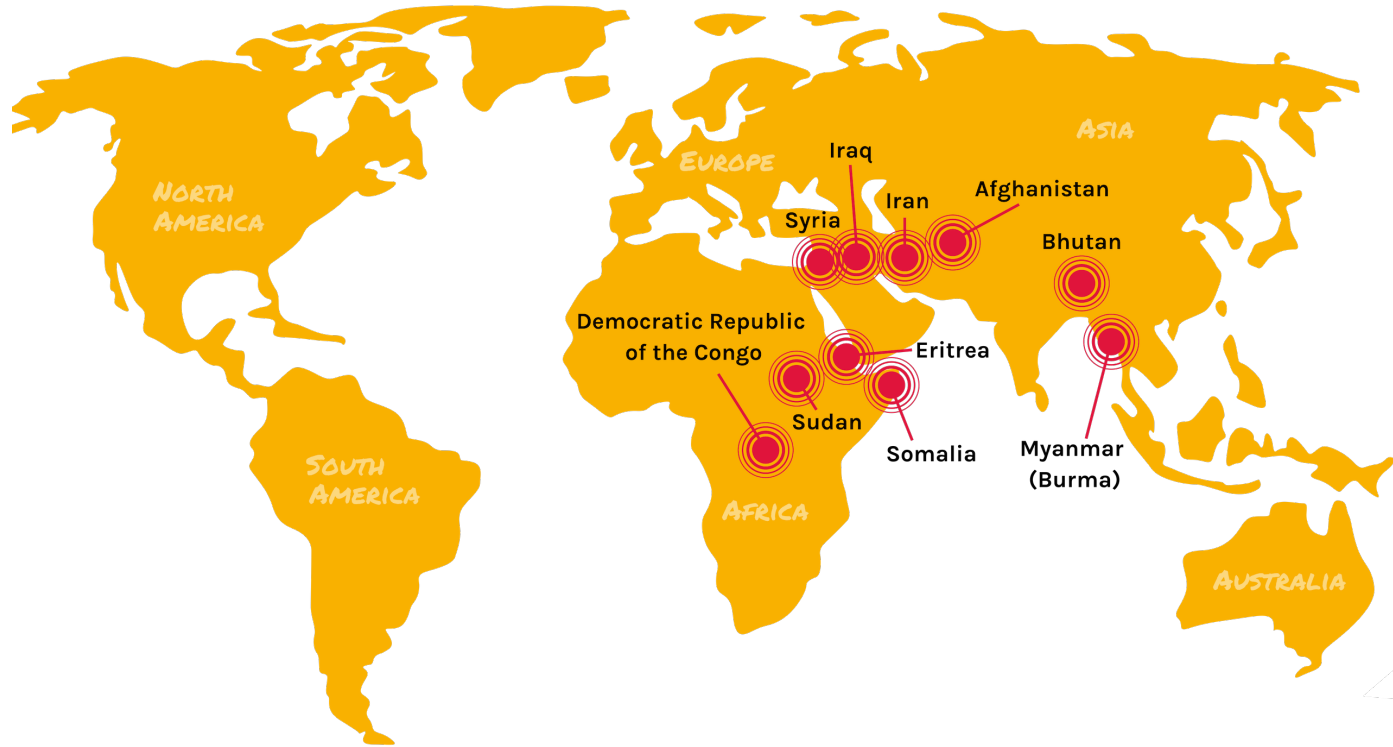 Asia
Iraq
Europe
Afghanistan
North
America
Iran
Syria
Bhutan
Democratic Republic
of the Congo
Eritrea
Sudan
Somalia
Myanmar
(Burma)
South
America
Africa
Australia